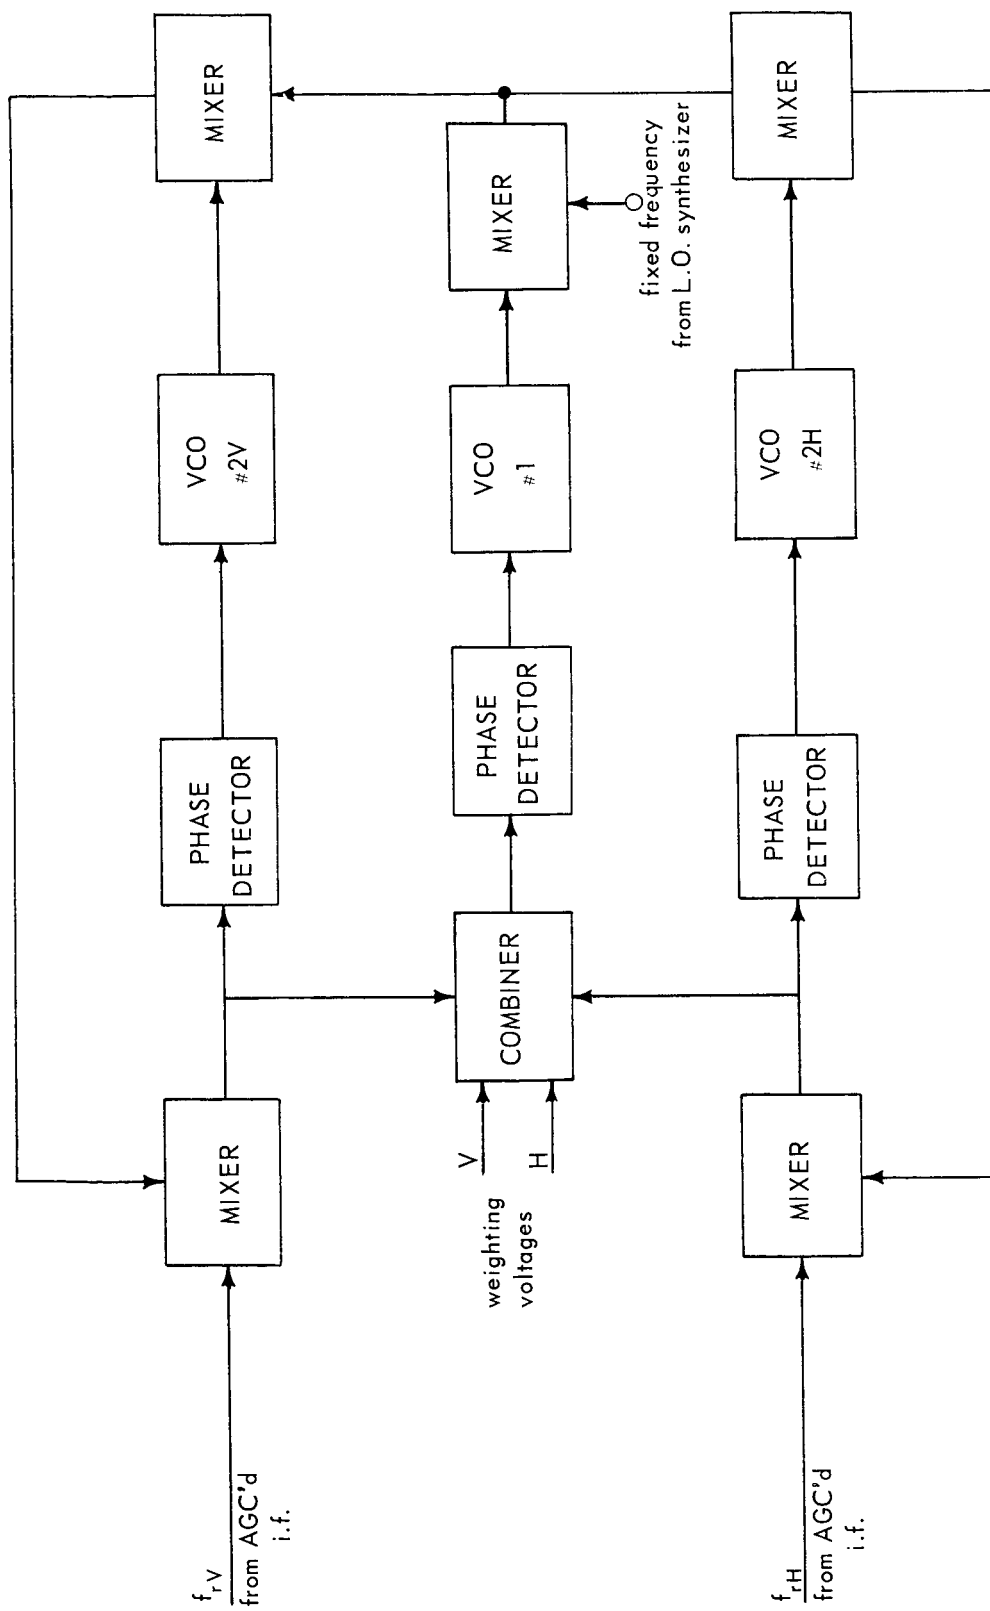 f_rV
from AGC'd
i.f.
MIXER
PHASE
DETECTOR
VCO
#2V
MIXER
weighting
voltages
V
H
COMBINER
PHASE
DETECTOR
VCO
#1
MIXER
fixed frequency
from L.O. synthesizer
f_rH
from AGC'd
i.f.
MIXER
PHASE
DETECTOR
VCO
#2H
MIXER